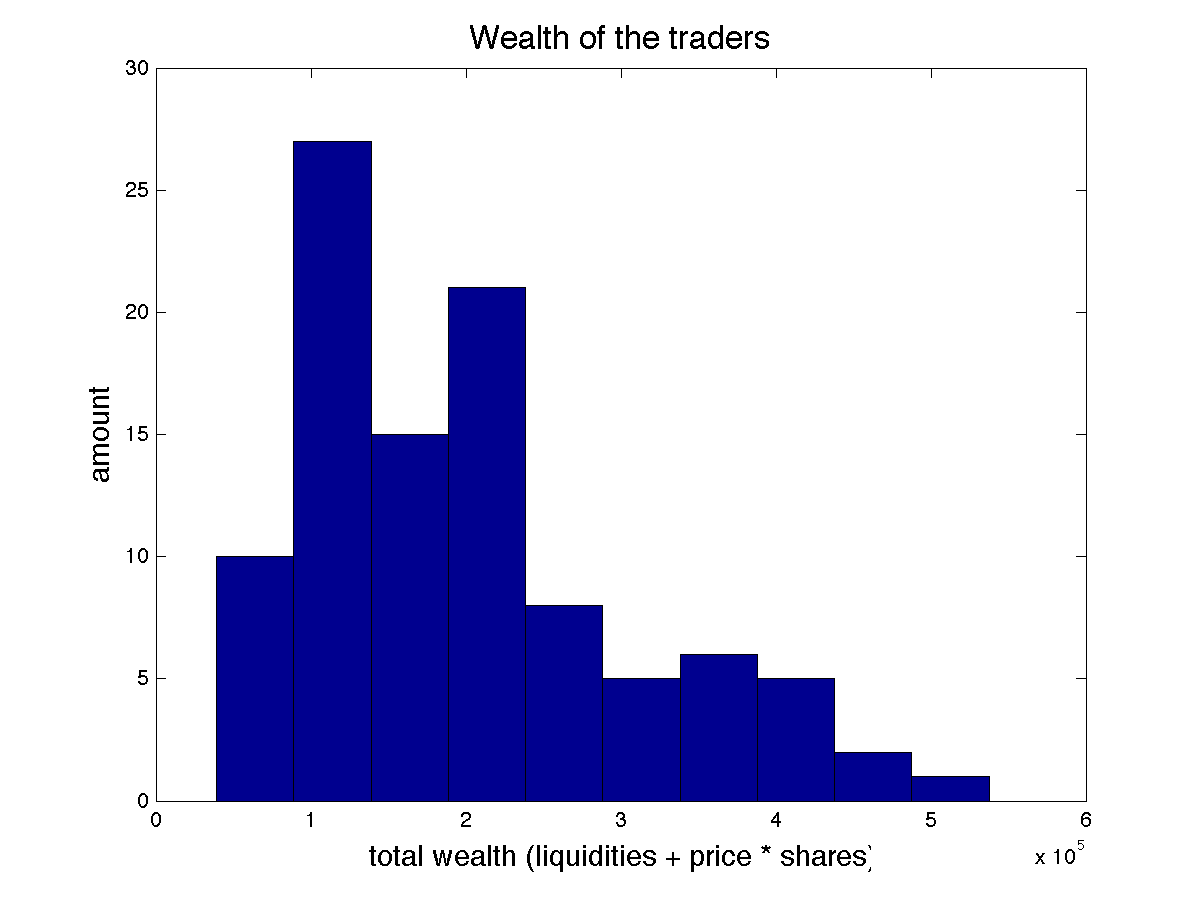 Wealth of the traders
30
25
20
15
10
5
0
amount
0 1 2 3 4 5 6
total wealth (liquidities + price * shares)
x 10^5